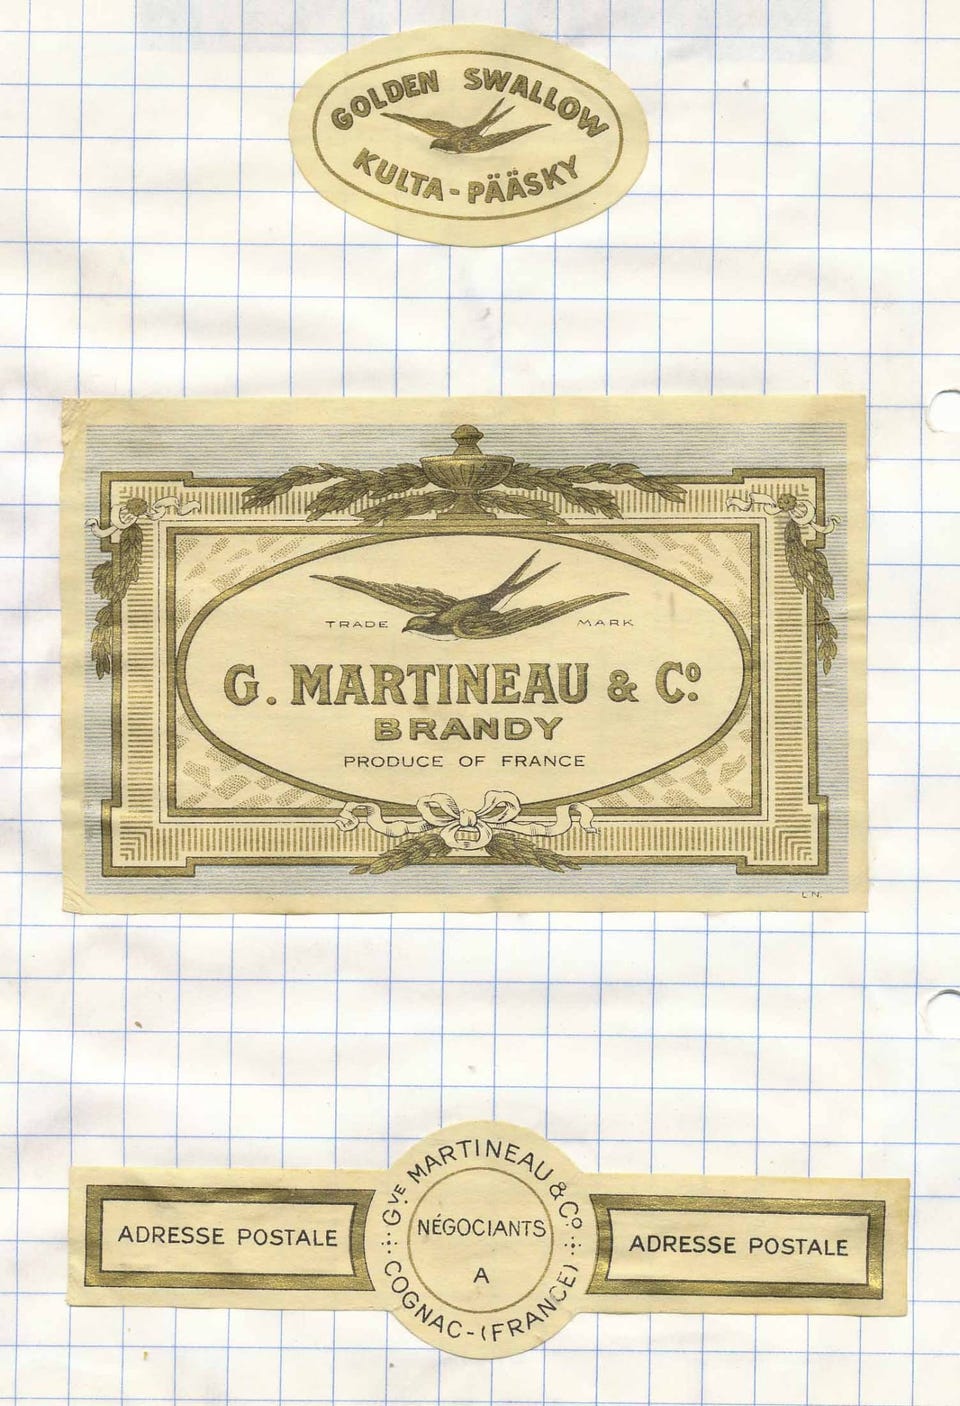 GOLDEN SWALLOW
KULTA-PÄÄSKY
TRADE MARK
G. MARTINEAU & Cº.
BRANDY
PRODUCE OF FRANCE
L.N.
ADRESSE POSTALE
Gve MARTINEAU & Co
NÉGOCIANTS
A
COGNAC-(FRANCE)
ADRESSE POSTALE